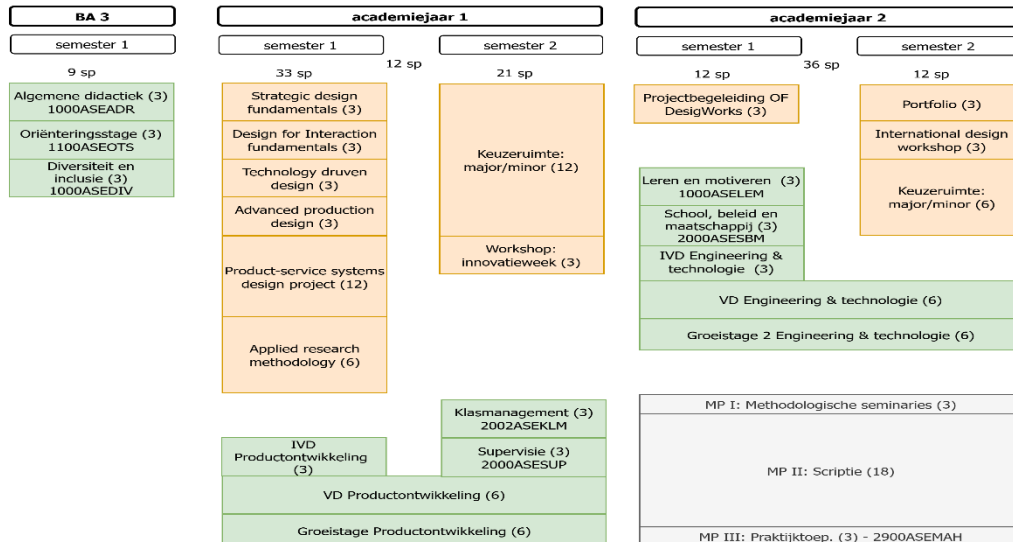 BA 3
academiejaar 1
academiejaar 2
semester 1
semester 1
semester 2
semester 1
semester 2
9 sp
33 sp
12 sp
21 sp
12 sp
36 sp
12 sp
Algemene didactiek (3)
1000ASEADR
Oriënteringsstage (3)
1100ASEOTS
Diversiteit en
inclusie (3)
1000ASEDIV
Strategic design
fundamentals (3)
Design for Interaction
fundamentals (3)
Technology druven
design (3)
Advanced production
design (3)
Product-service systems
design project (12)
Applied research
methodology (6)
IVD
Productontwikkeling
(3)
Keuzeruimte:
major/minor (12)
Workshop:
innovatieweek (3)
Klasmanagement (3)
2002ASEKLM
Supervisie (3)
2000ASESUP
VD Productontwikkeling (6)
Groeistage Productontwikkeling (6)
Projectbegeleiding OF
DesigWorks (3)
Leren en motiveren (3)
1000ASELEM
School, beleid en
maatschappij (3)
2000ASESBM
IVD Engineering &
technologie (3)
Portfolio (3)
International design
workshop (3)
Keuzeruimte:
major/minor (6)
VD Engineering & technologie (6)
Groeistage 2 Engineering & technologie (6)
MP I: Methodologische seminaries (3)
MP II: Scriptie (18)
MP III: Praktijktoep. (3) - 2900ASEMAH